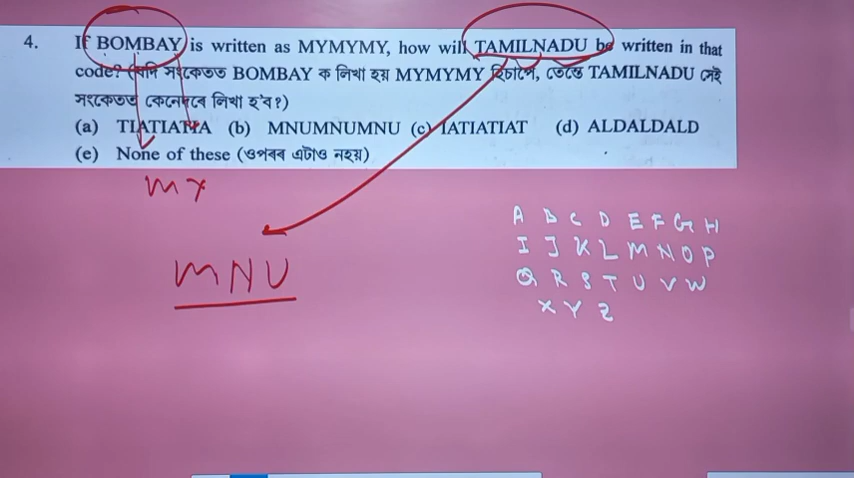 4. If BOMBAY is written as MYMYMY, how will TAMILNADU be written in that
code? (যদি সংকেতত BOMBAY ক লিখা হয় MYMYMY হিচাপে, তেন্তে TAMILNADU সেই
সংকেতত কেনেদৰে লিখা হ'ব?)
(a) TIATIATIA (b) MNUMNUMNU (c) IATIATIAT (d) ALDALDALD
(e) None of these (ওপৰৰ এটাও নহয়)
MY
MNU
A B C D E F G H
I J K L M N O P
Q R S T U V W
X Y Z